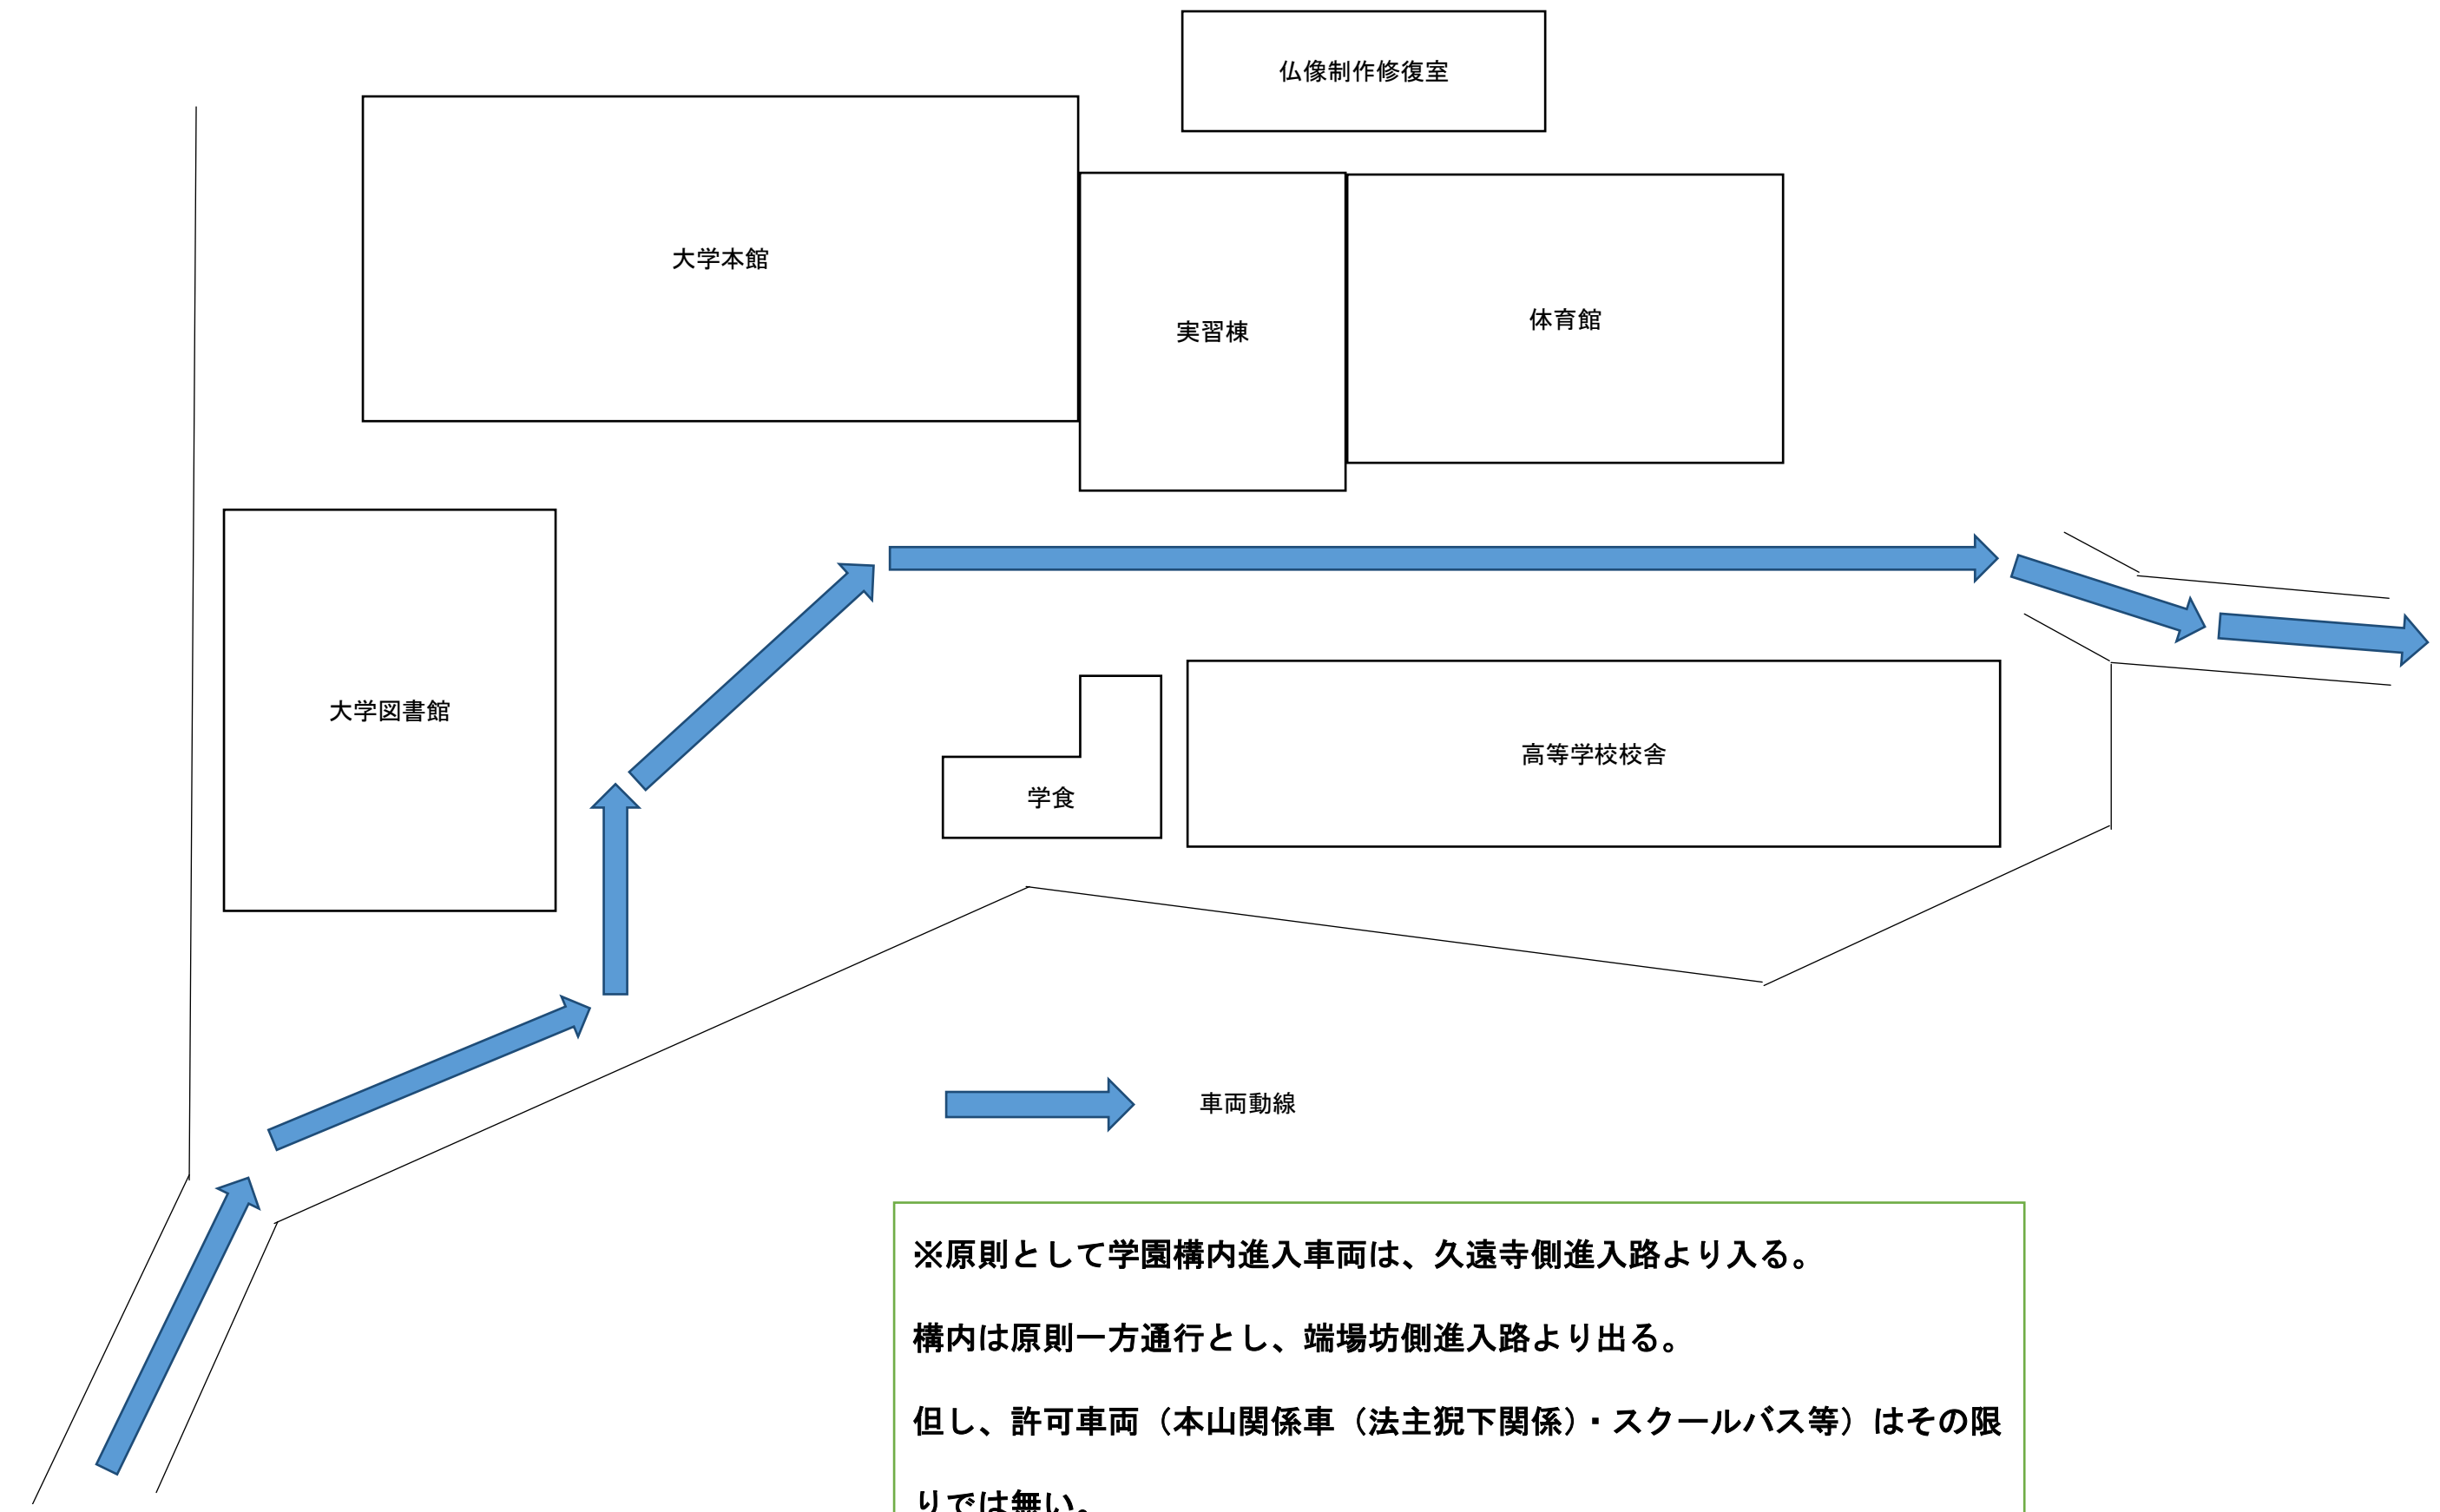 仏像制作修復室
大学本館
実習棟
体育館
大学図書館
高等学校校舎
学食
車両動線
※原則として学園構内進入車両は、久遠寺側進入路より入る。
構内は原則一方通行とし、端場坊側進入路より出る。
但し、許可車両（本山関係車（法主猊下関係）・スクールバス等）はその限
りでは無い。